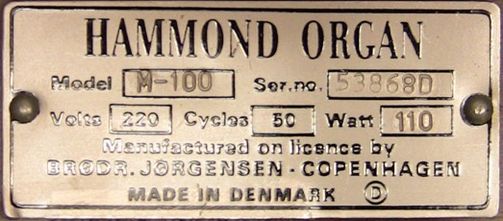 HAMMOND ORGAN
Model M-100 Ser.no. 53868D
Volts 220 Cycles 50 Watt 110
Manufactured on licence by
BRØDR. JØRGENSEN - COPENHAGEN
MADE IN DENMARK Ⓓ